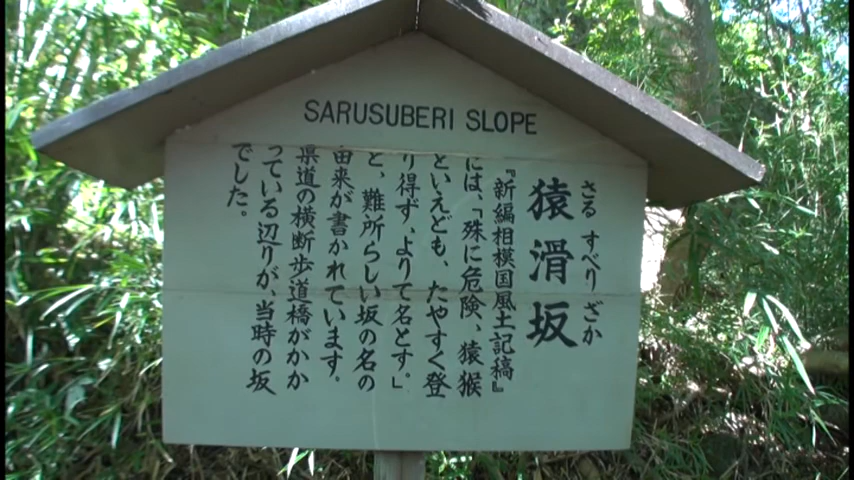 SARUSUBERI SLOPE
さる すべり ざか
猿滑坂
『新編相模国風土記稿』
には、「殊に危険、猿猴
といえども、たやすく登
り得ず、よりて名とす。」
と、難所らしい坂の名の
由来が書かれています。
県道の横断歩道橋がかか
っている辺りが、当時の坂
でした。